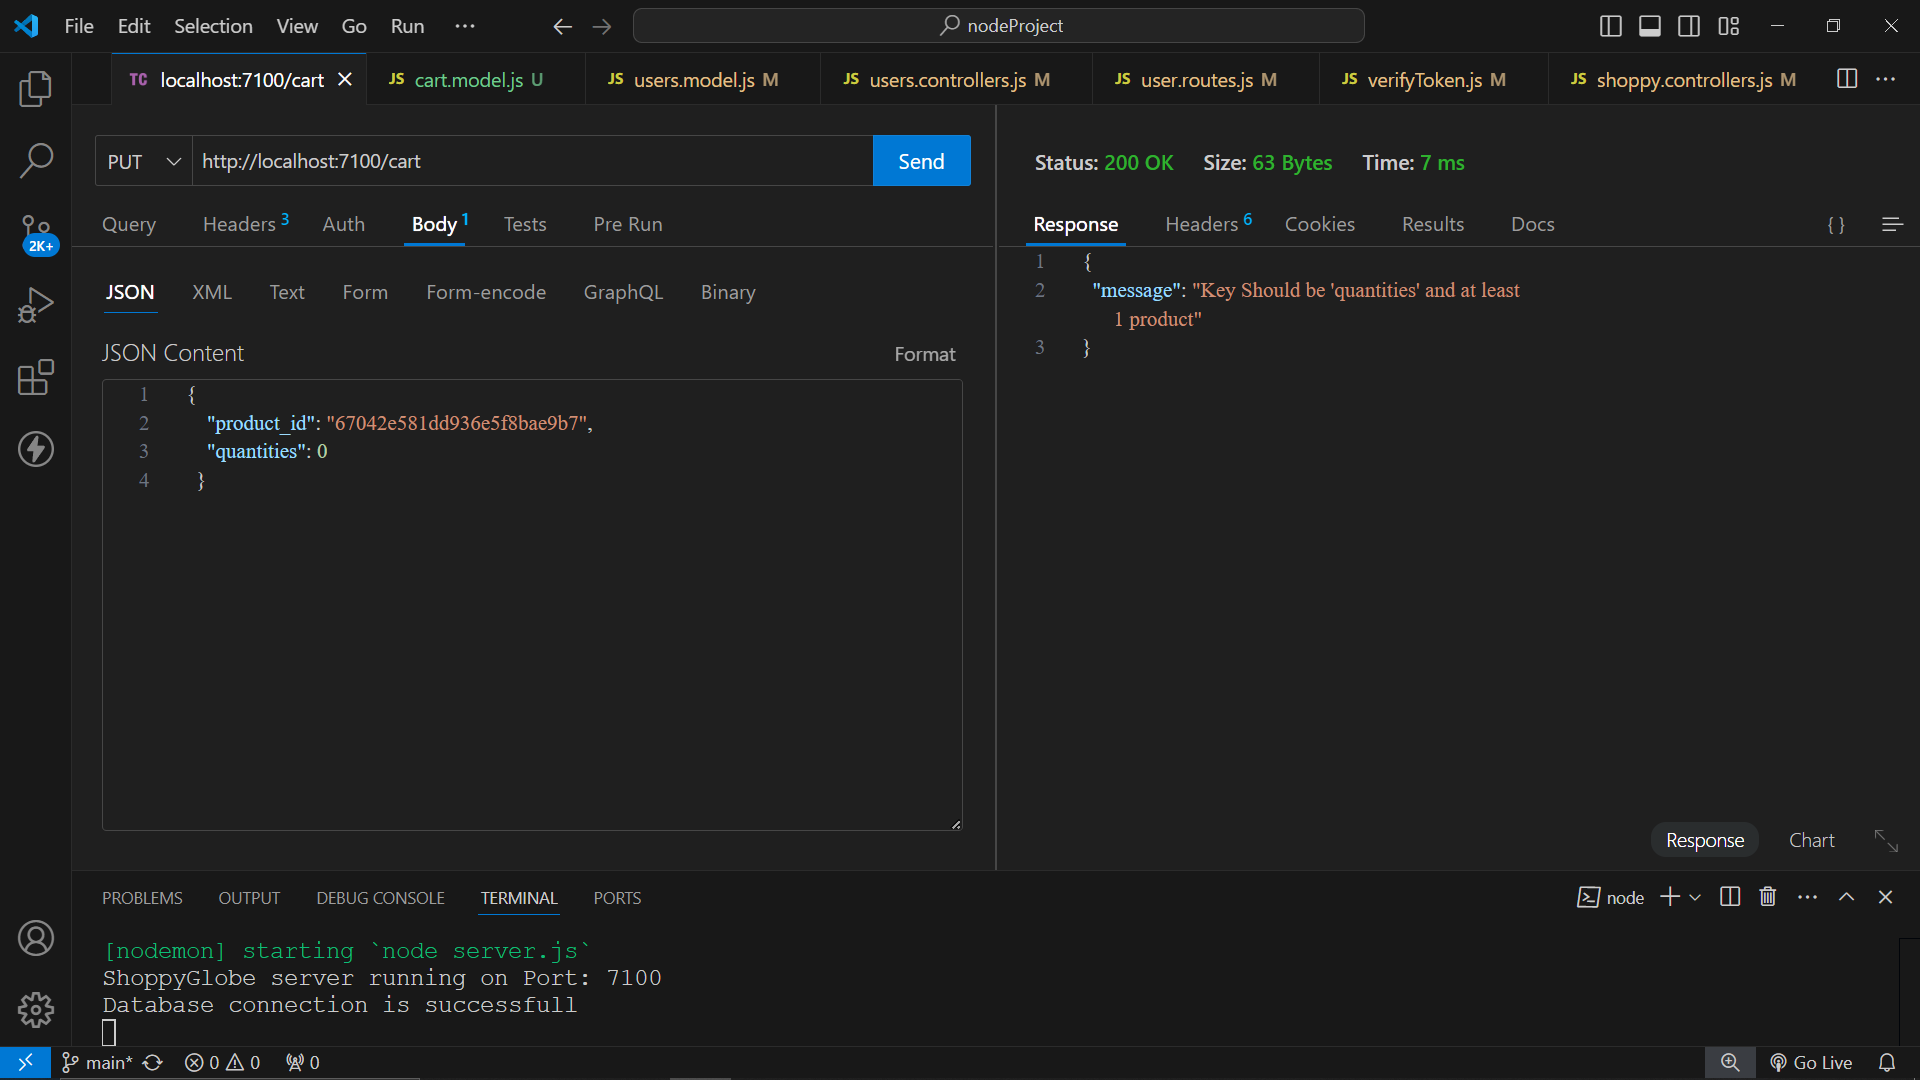 File Edit Selection View Go Run ··· nodeProject
TC localhost:7100/cart JS cart.model.js U JS users.model.js M JS users.controllers.js M JS user.routes.js M JS verifyToken.js M JS shoppy.controllers.js M ···
PUT http://localhost:7100/cart Send
Status: 200 OK Size: 63 Bytes Time: 7 ms
Query Headers 3 Auth Body 1 Tests Pre Run
Response Headers 6 Cookies Results Docs { }
2K+
JSON XML Text Form Form-encode GraphQL Binary
JSON Content Format
1 {
2 "product_id": "67042e581dd936e5f8bae9b7",
3 "quantities": 0
4 }
1 {
2 "message": "Key Should be 'quantities' and at least
1 product"
3 }
Response Chart
PROBLEMS OUTPUT DEBUG CONSOLE TERMINAL PORTS node ···
[nodemon] starting `node server.js`
ShoppyGlobe server running on Port: 7100
Database connection is successfull
main* 0 0 0 Go Live